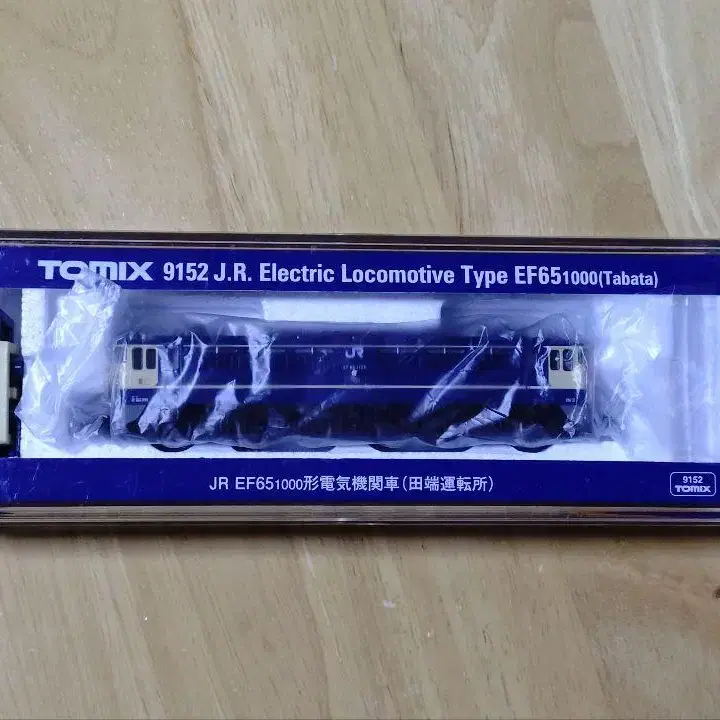 TOMIX 9152 J.R. Electric Locomotive Type EF651000(Tabata)
JR
JR EF651000形電気機関車(田端運転所)
9152
TOMIX